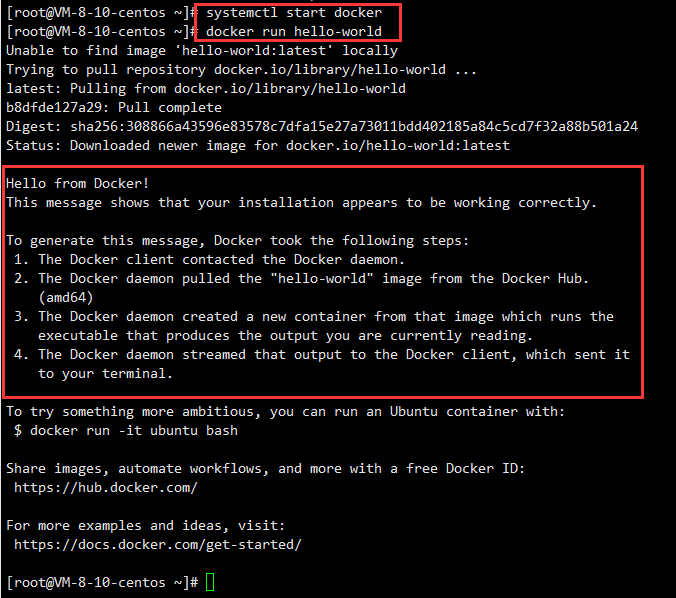 [root@VM-8-10-centos ~]# systemctl start docker
[root@VM-8-10-centos ~]# docker run hello-world
Unable to find image 'hello-world:latest' locally
Trying to pull repository docker.io/library/hello-world ...
latest: Pulling from docker.io/library/hello-world
b8dfde127a29: Pull complete
Digest: sha256:308866a43596e83578c7dfa15e27a73011bdd402185a84c5cd7f32a88b501a24
Status: Downloaded newer image for docker.io/hello-world:latest
Hello from Docker!
This message shows that your installation appears to be working correctly.
To generate this message, Docker took the following steps:
1. The Docker client contacted the Docker daemon.
2. The Docker daemon pulled the "hello-world" image from the Docker Hub.
(amd64)
3. The Docker daemon created a new container from that image which runs the
executable that produces the output you are currently reading.
4. The Docker daemon streamed that output to the Docker client, which sent it
to your terminal.
To try something more ambitious, you can run an Ubuntu container with:
$ docker run -it ubuntu bash
Share images, automate workflows, and more with a free Docker ID:
https://hub.docker.com/
For more examples and ideas, visit:
https://docs.docker.com/get-started/
[root@VM-8-10-centos ~]#